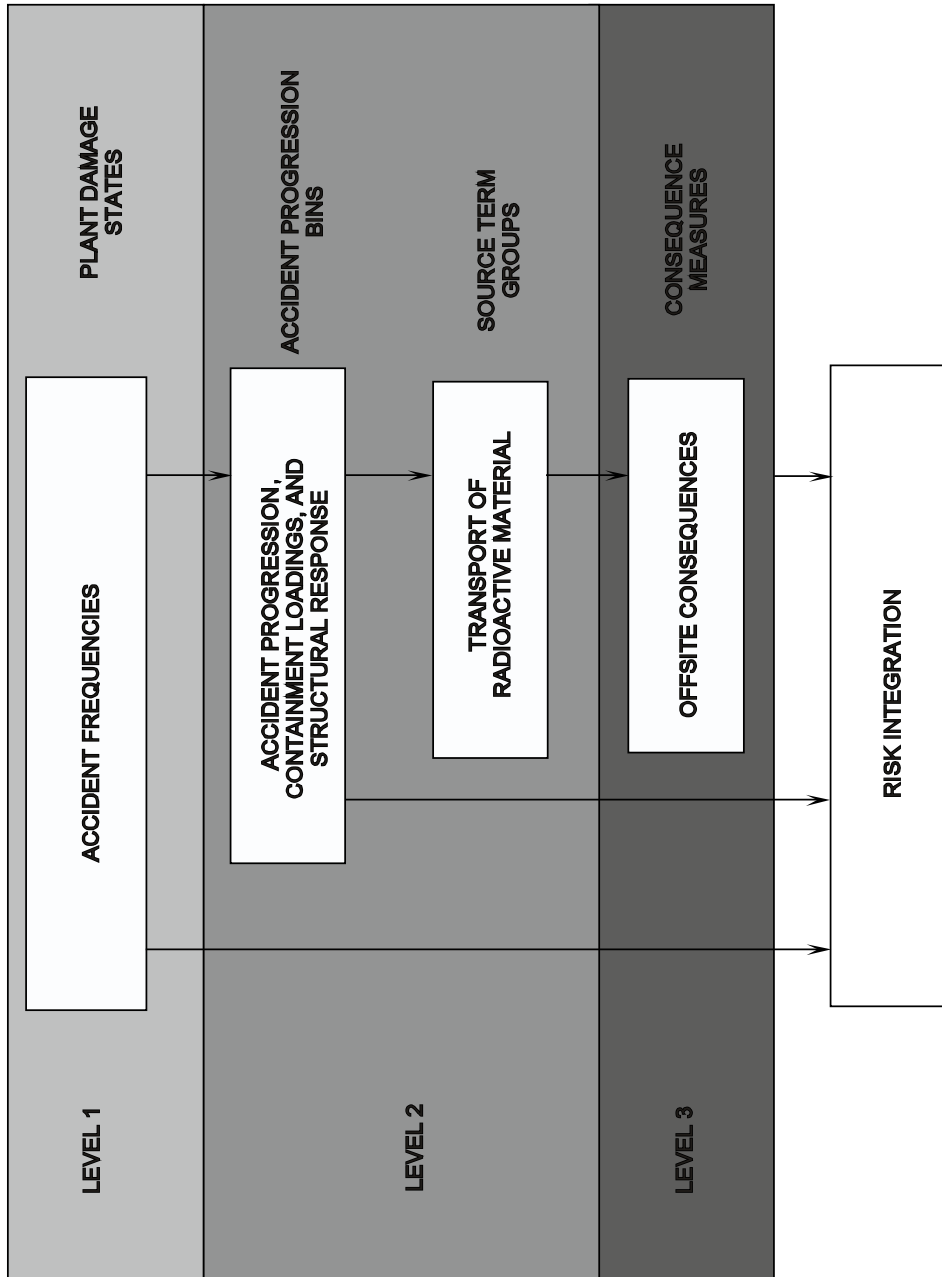 LEVEL 1
ACCIDENT FREQUENCIES
PLANT DAMAGE
STATES
LEVEL 2
ACCIDENT PROGRESSION,
CONTAINMENT LOADINGS, AND
STRUCTURAL RESPONSE
ACCIDENT PROGRESSION
BINS
TRANSPORT OF
RADIOACTIVE MATERIAL
SOURCE TERM
GROUPS
LEVEL 3
OFFSITE CONSEQUENCES
CONSEQUENCE
MEASURES
RISK INTEGRATION